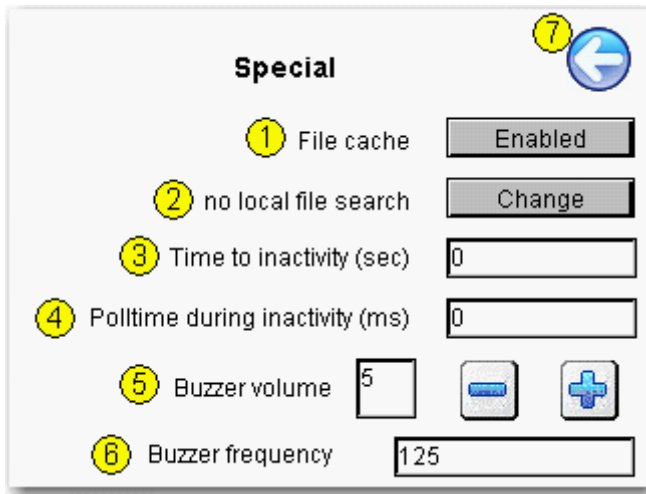 7
Special
1 File cache Enabled
2 no local file search Change
3 Time to inactivity (sec) 0
4 Polltime during inactivity (ms) 0
5 Buzzer volume 5
6 Buzzer frequency 125